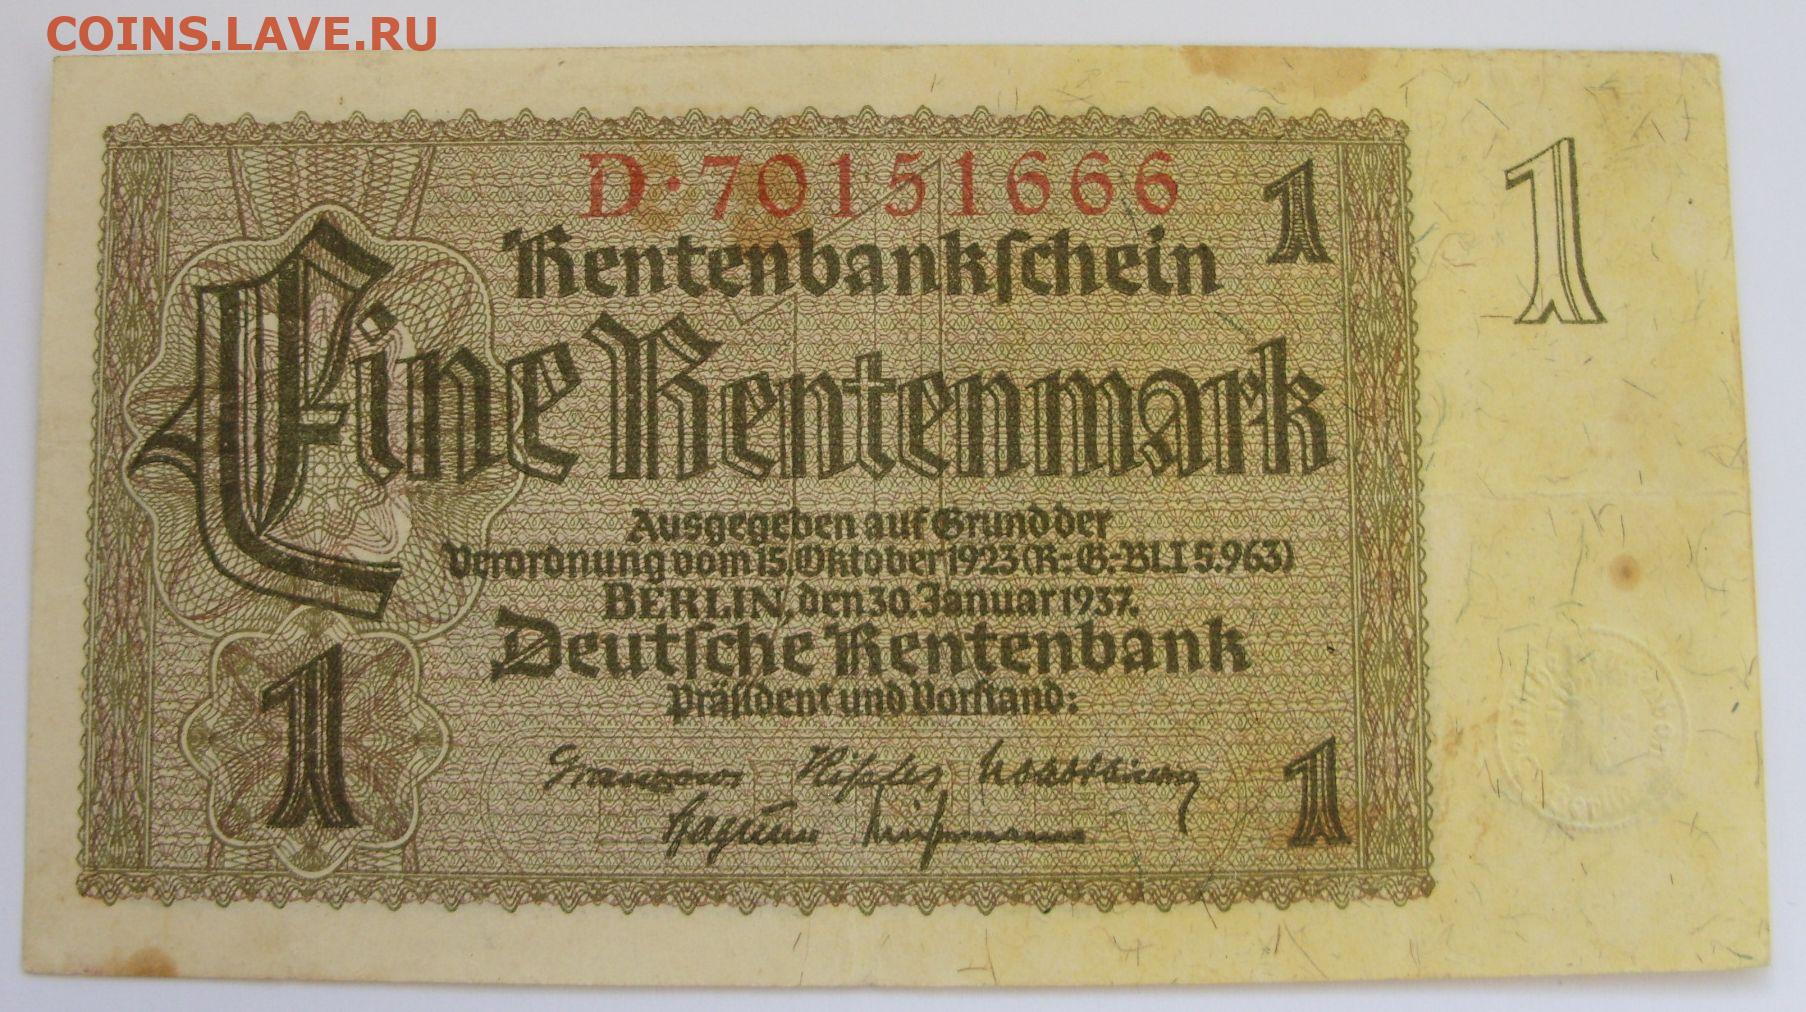 COINS.LAVE.RU
D·70151666
1
1
Rentenbankschein
Eine Rentenmark
Ausgegeben auf Grund der
Verordnung vom 15. Oktober 1923 (R.-G.-Bl. I S. 963)
BERLIN, den 30. Januar 1937.
Deutsche Rentenbank
Präsident und Vorstand:
1
1